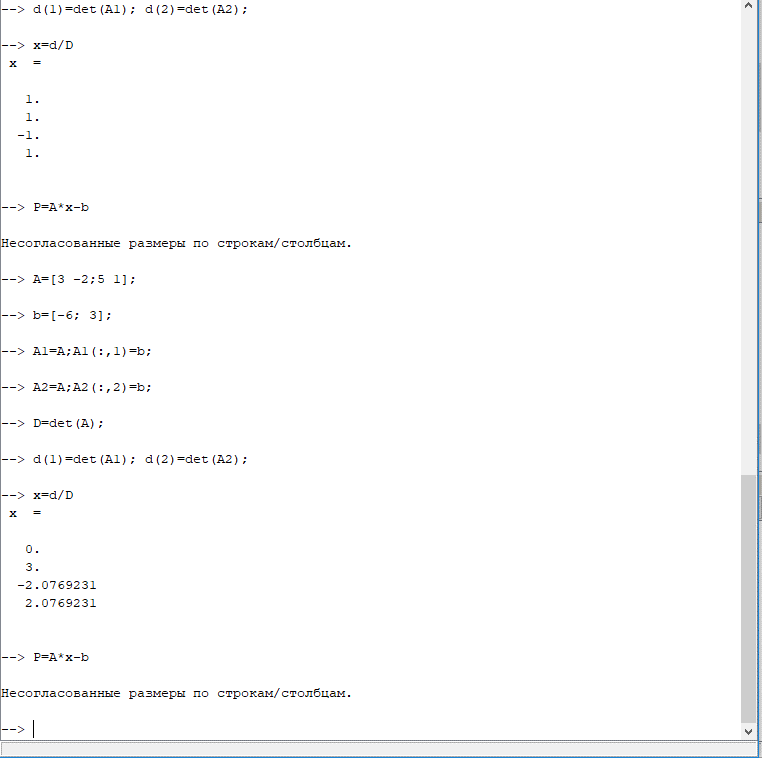 --> d(1)=det(A1); d(2)=det(A2);
--> x=d/D
x  =
1.
1.
-1.
1.
--> P=A*x-b
Несогласованные размеры по строкам/столбцам.
--> A=[3 -2;5 1];
--> b=[-6; 3];
--> A1=A;A1(:,1)=b;
--> A2=A;A2(:,2)=b;
--> D=det(A);
--> d(1)=det(A1); d(2)=det(A2);
--> x=d/D
x  =
0.
3.
-2.0769231
2.0769231
--> P=A*x-b
Несогласованные размеры по строкам/столбцам.
-->